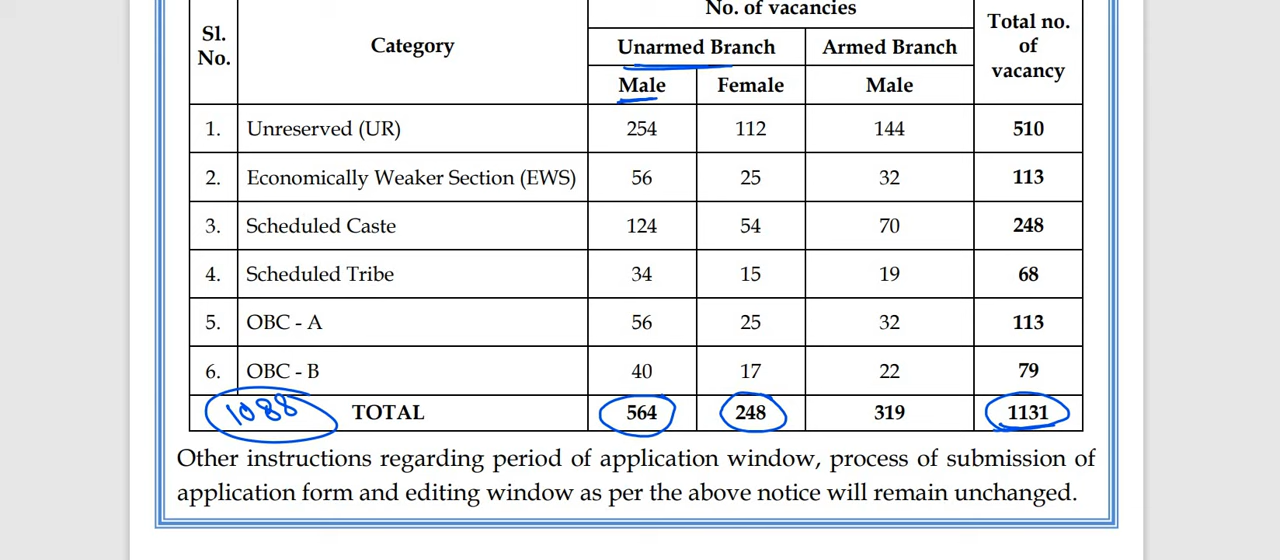 No. of vacancies
Sl. No. Category Unarmed Branch Armed Branch Total no. of vacancy
Male Female Male
1. Unreserved (UR) 254 112 144 510
2. Economically Weaker Section (EWS) 56 25 32 113
3. Scheduled Caste 124 54 70 248
4. Scheduled Tribe 34 15 19 68
5. OBC - A 56 25 32 113
6. OBC - B 40 17 22 79
1088 TOTAL 564 248 319 1131
Other instructions regarding period of application window, process of submission of
application form and editing window as per the above notice will remain unchanged.